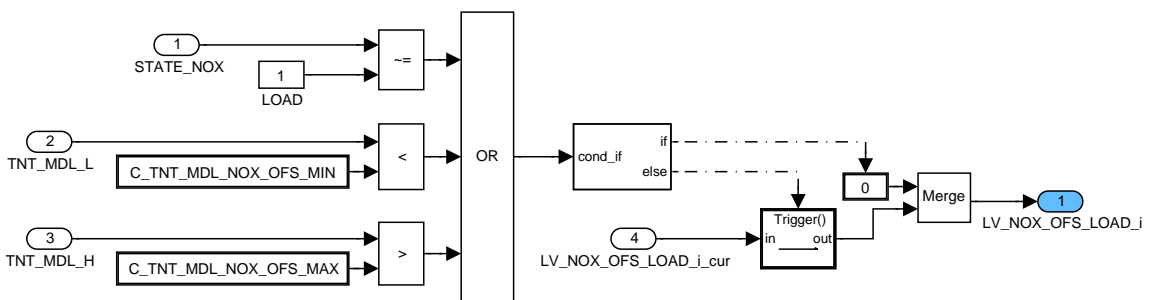 1
STATE_NOX
1
LOAD
~=
2
TNT_MDL_L
C_TNT_MDL_NOX_OFS_MIN
<
3
TNT_MDL_H
C_TNT_MDL_NOX_OFS_MAX
>
OR
cond_if
if
else
0
4
LV_NOX_OFS_LOAD_i_cur
Trigger()
in
out
Merge
1
LV_NOX_OFS_LOAD_i